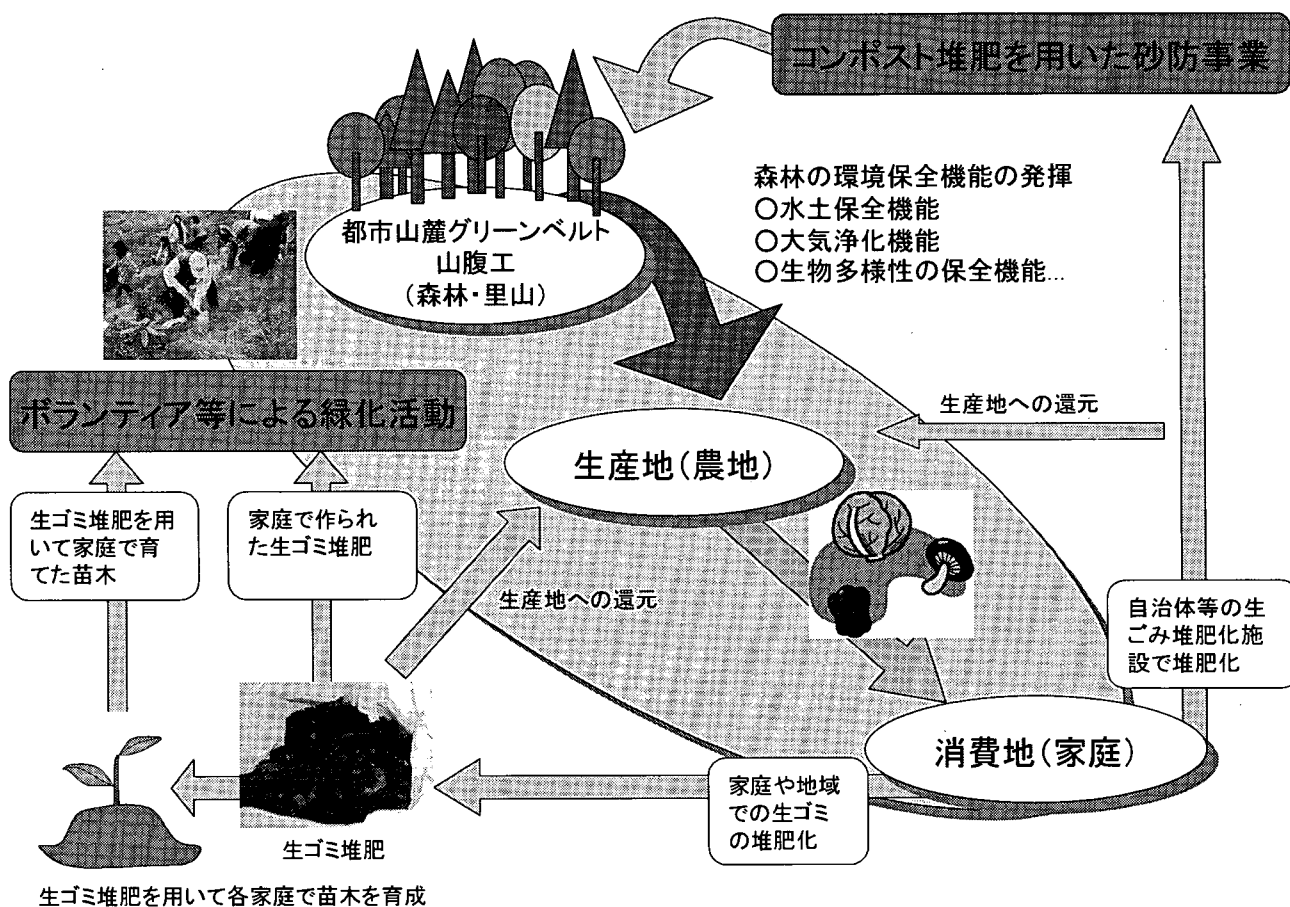 コンポスト堆肥を用いた砂防事業
森林の環境保全機能の発揮
〇水土保全機能
〇大気浄化機能
〇生物多様性の保全機能…
都市山麓グリーンベルト
山腹工
(森林・里山)
ボランティア等による緑化活動
生産地への還元
生産地(農地)
生ゴミ堆肥を用
いて家庭で育
てた苗木
家庭で作られ
た生ゴミ堆肥
生産地への還元
自治体等の生
ごみ堆肥化施
設で堆肥化
消費地(家庭)
家庭や地域
での生ゴミ
の堆肥化
生ゴミ堆肥
生ゴミ堆肥を用いて各家庭で苗木を育成